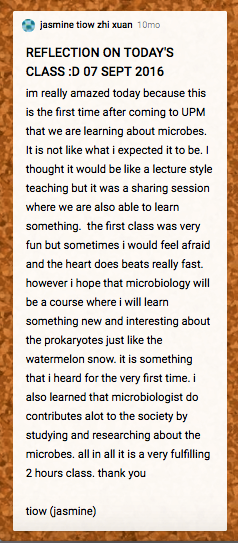 jasmine tiow zhi xuan 10mo
REFLECTION ON TODAY'S
CLASS :D 07 SEPT 2016
im really amazed today because this
is the first time after coming to UPM
that we are learning about microbes.
It is not like what i expected it to be. I
thought it would be like a lecture style
teaching but it was a sharing session
where we are also able to learn
something.  the first class was very
fun but sometimes i would feel afraid
and the heart does beats really fast.
however i hope that microbiology will
be a course where i will learn
something new and interesting about
the prokaryotes just like the
watermelon snow. it is something
that i heard for the very first time. i
also learned that microbiologist do
contributes alot to the society by
studying and researching about the
microbes. all in all it is a very fulfilling
2 hours class. thank you
tiow (jasmine)